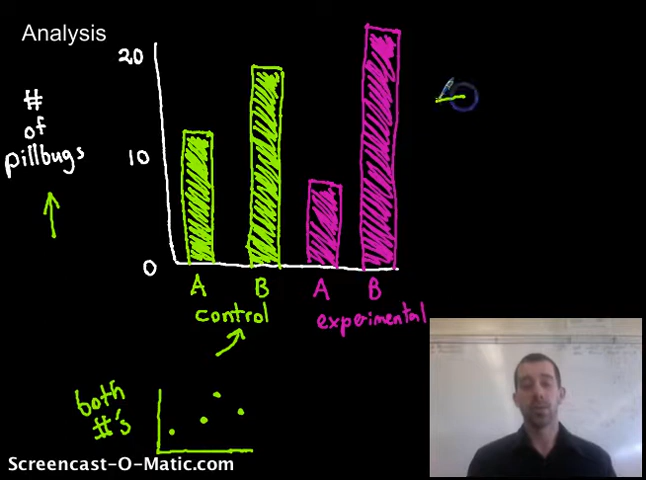 Analysis
20
#
of
pillbugs
10
0
A B A B
control experimental
both
#'s
Screencast-O-Matic.com